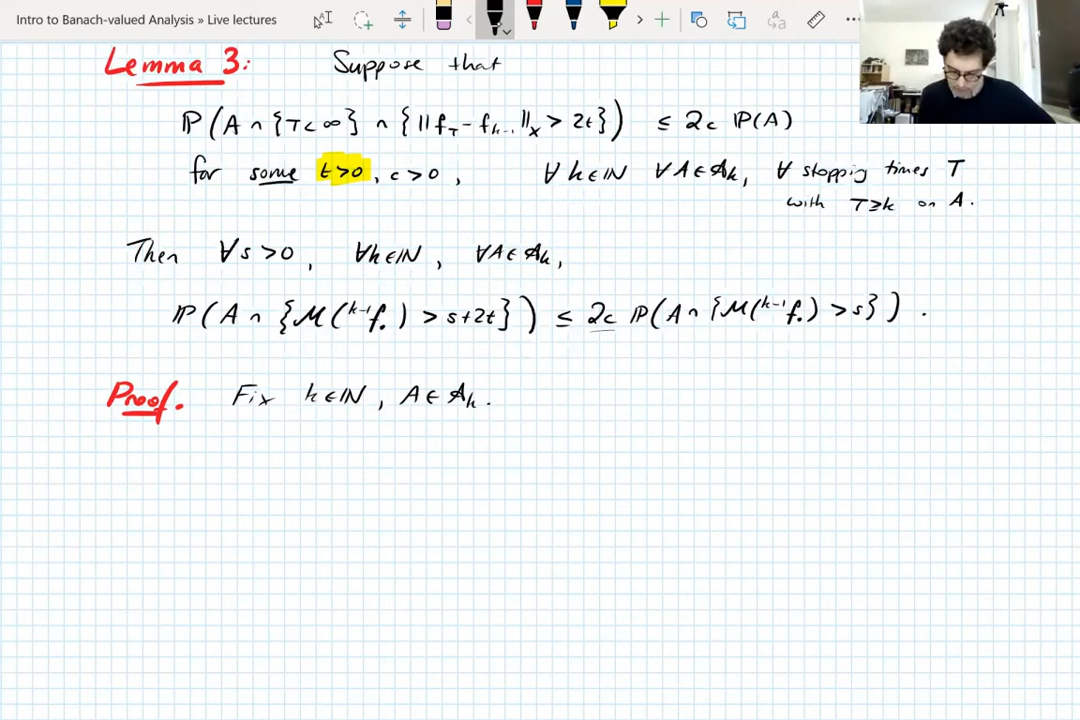 Intro to Banach-valued Analysis » Live lectures
Lemma 3: Suppose that
ℙ(A ∩ {T<∞} ∩ {‖f_T - f_{k-1}‖_X > 2t}) ≤ 2c ℙ(A)
for some t>0, c>0, ∀k∈ℕ ∀A∈𝒜_k, ∀ stopping times T
with T≥k on A.
Then ∀s>0, ∀k∈ℕ, ∀A∈𝒜_k,
ℙ(A ∩ {ℳ(^{k-1}f.) > s+2t}) ≤ 2c ℙ(A ∩ {ℳ(^{k-1}f.) > s}).
Proof. Fix k∈ℕ, A∈𝒜_k.